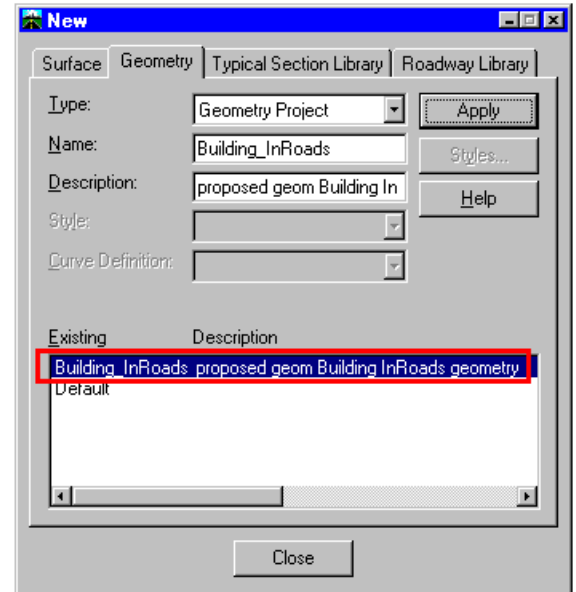 New
Surface Geometry Typical Section Library Roadway Library
Type: Geometry Project Apply
Name: Building_InRoads Styles...
Description: proposed geom Building In Help
Style:
Curve Definition:
Existing Description
Building_InRoads proposed geom Building InRoads geometry
Default
Close